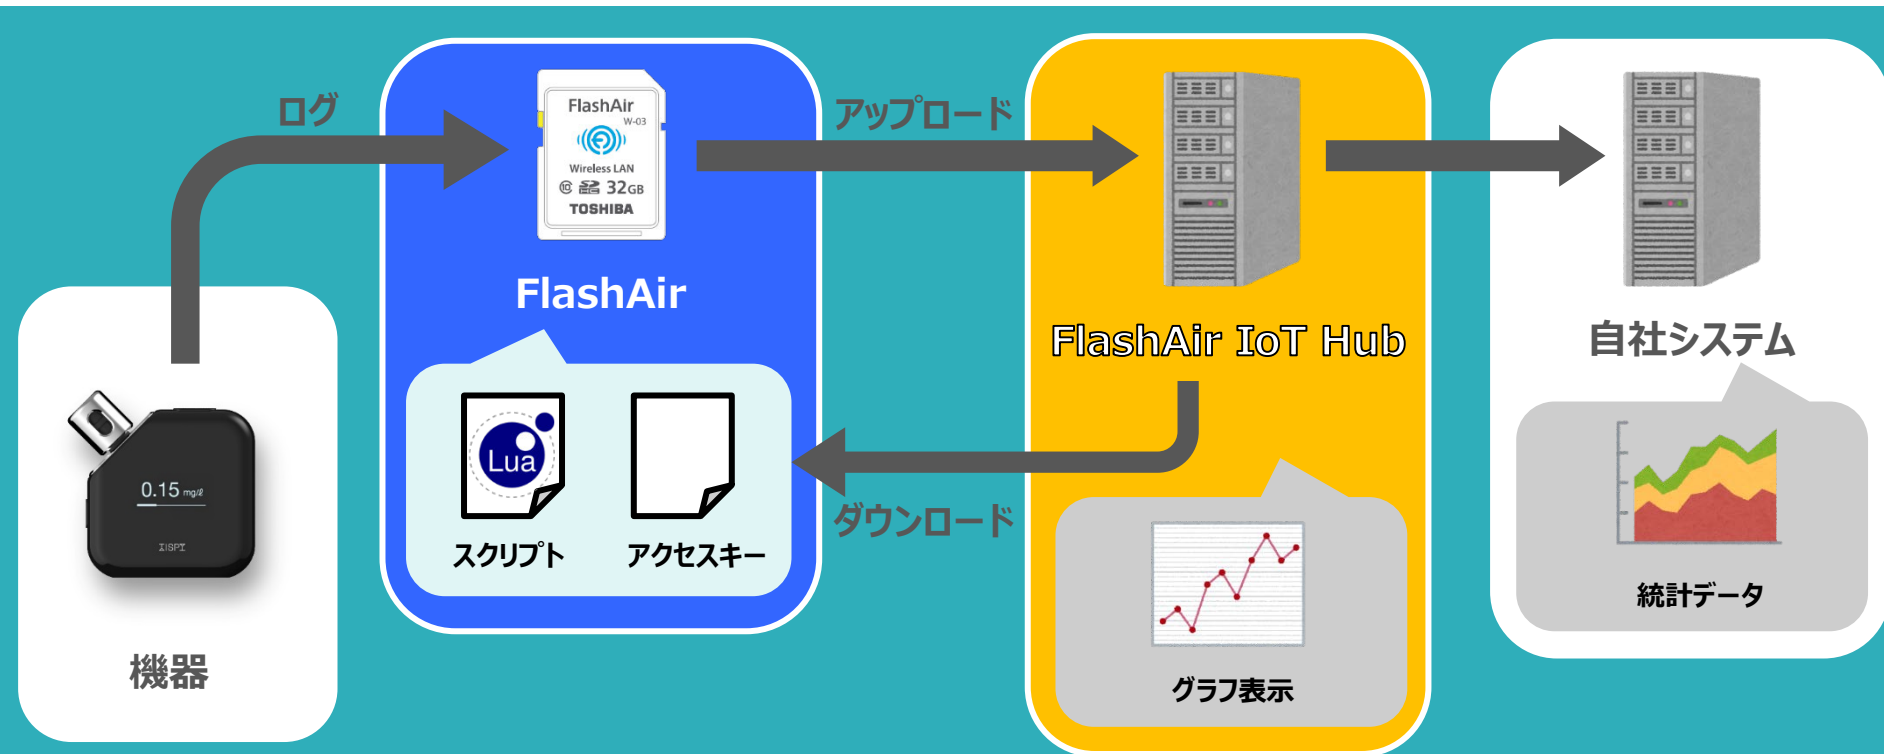 ログ
FlashAir
W-03
Wireless LAN
⑩ SDHC 32GB
TOSHIBA
FlashAir
アップロード
FlashAir IoT Hub
自社システム
Lua
スクリプト
アクセスキー
ダウンロード
0.15 mg/ℓ
TISPY
機器
グラフ表示
統計データ